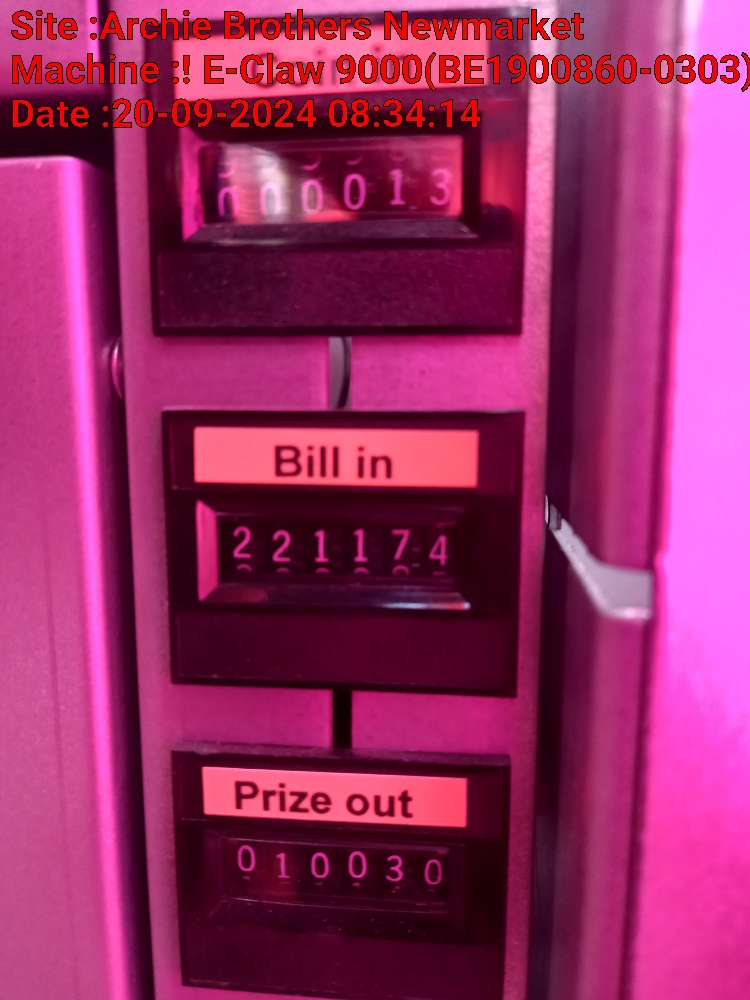 Site :Archie Brothers Newmarket
Machine :! E-Claw 9000(BE1900860-0303)
Date :20-09-2024 08:34:14
000013
Bill in
221174
Prize out
010030